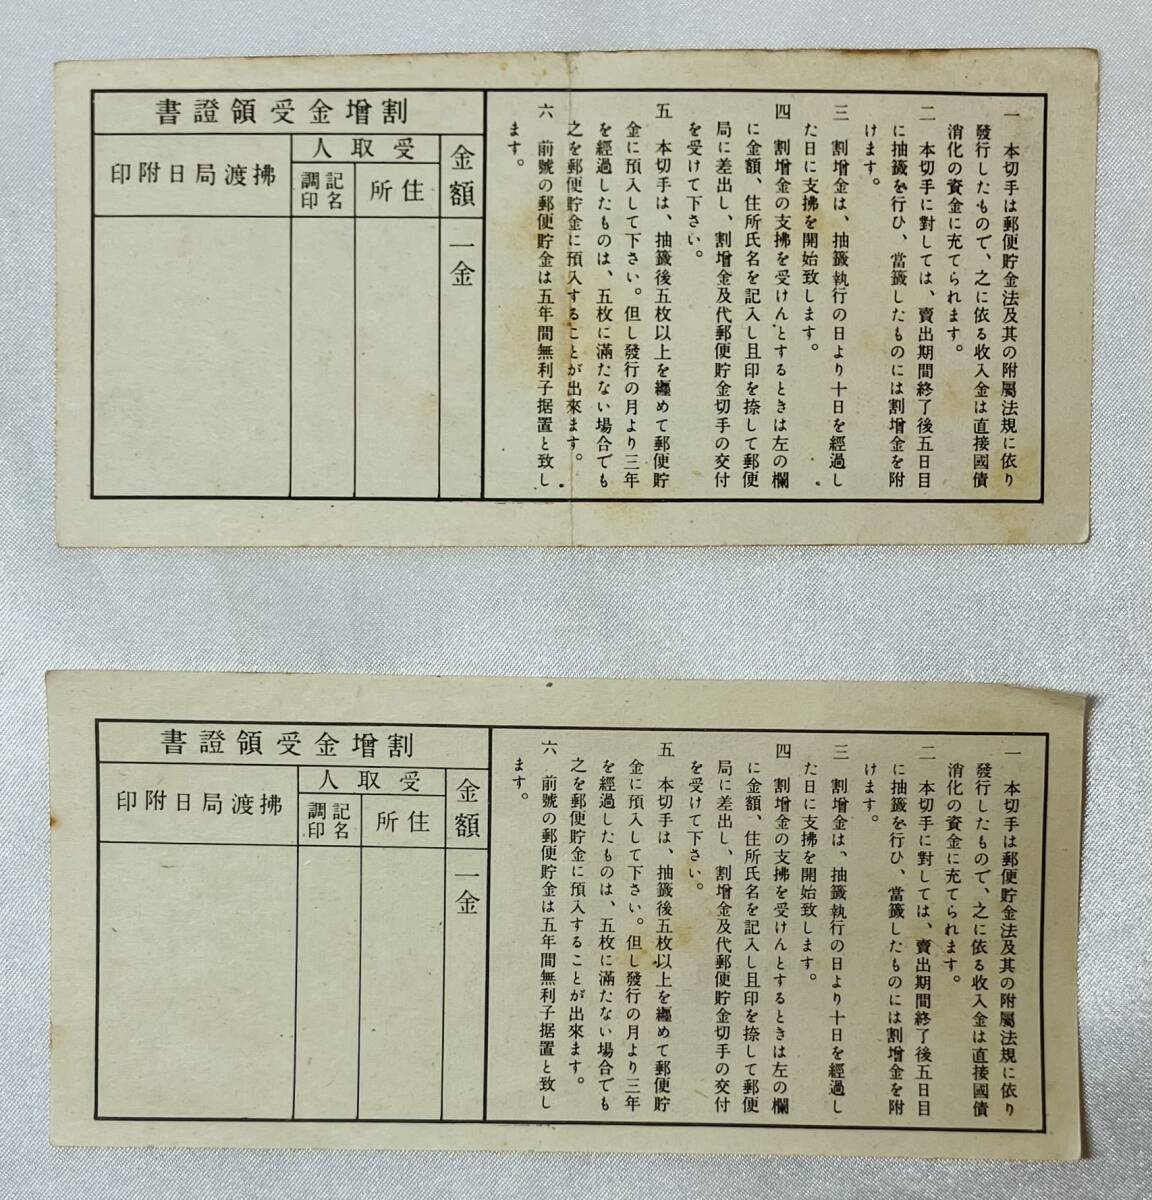 一 本切手は郵便貯金法及其の附屬法規に依り
發行したもので、之に依る收入金は直接國債
消化の資金に充てられます。
二 本切手に對しては、賣出期間終了後五日目
に抽籤を行ひ、當籤したものには割增金を附
けます。
三 割增金は、抽籤執行の日より十日を經過し
た日に支拂を開始致します。
四 割增金の支拂を受けんとするときは左の欄
に金額、住所氏名を記入し且印を捺して郵便
局に差出し、割增金及代郵便貯金切手の交付
を受けて下さい。
五 本切手は、抽籤後五枚以上を纒めて郵便貯
金に預入して下さい。但し發行の月より三年
を經過したものは、五枚に滿たない場合でも
之を郵便貯金に預入することが出來ます。
六 前號の郵便貯金は五年間無利子据置と致し
ます。
書證領受金增割
金額
人取受
所住
記名
調印
印附日局渡拂
一金
一 本切手は郵便貯金法及其の附屬法規に依り
發行したもので、之に依る收入金は直接國債
消化の資金に充てられます。
二 本切手に對しては、賣出期間終了後五日目
に抽籤を行ひ、當籤したものには割增金を附
けます。
三 割增金は、抽籤執行の日より十日を經過し
た日に支拂を開始致します。
四 割增金の支拂を受けんとするときは左の欄
に金額、住所氏名を記入し且印を捺して郵便
局に差出し、割增金及代郵便貯金切手の交付
を受けて下さい。
五 本切手は、抽籤後五枚以上を纒めて郵便貯
金に預入して下さい。但し發行の月より三年
を經過したものは、五枚に滿たない場合でも
之を郵便貯金に預入することが出來ます。
六 前號の郵便貯金は五年間無利子据置と致し
ます。
書證領受金增割
金額
人取受
所住
記名
調印
印附日局渡拂
一金